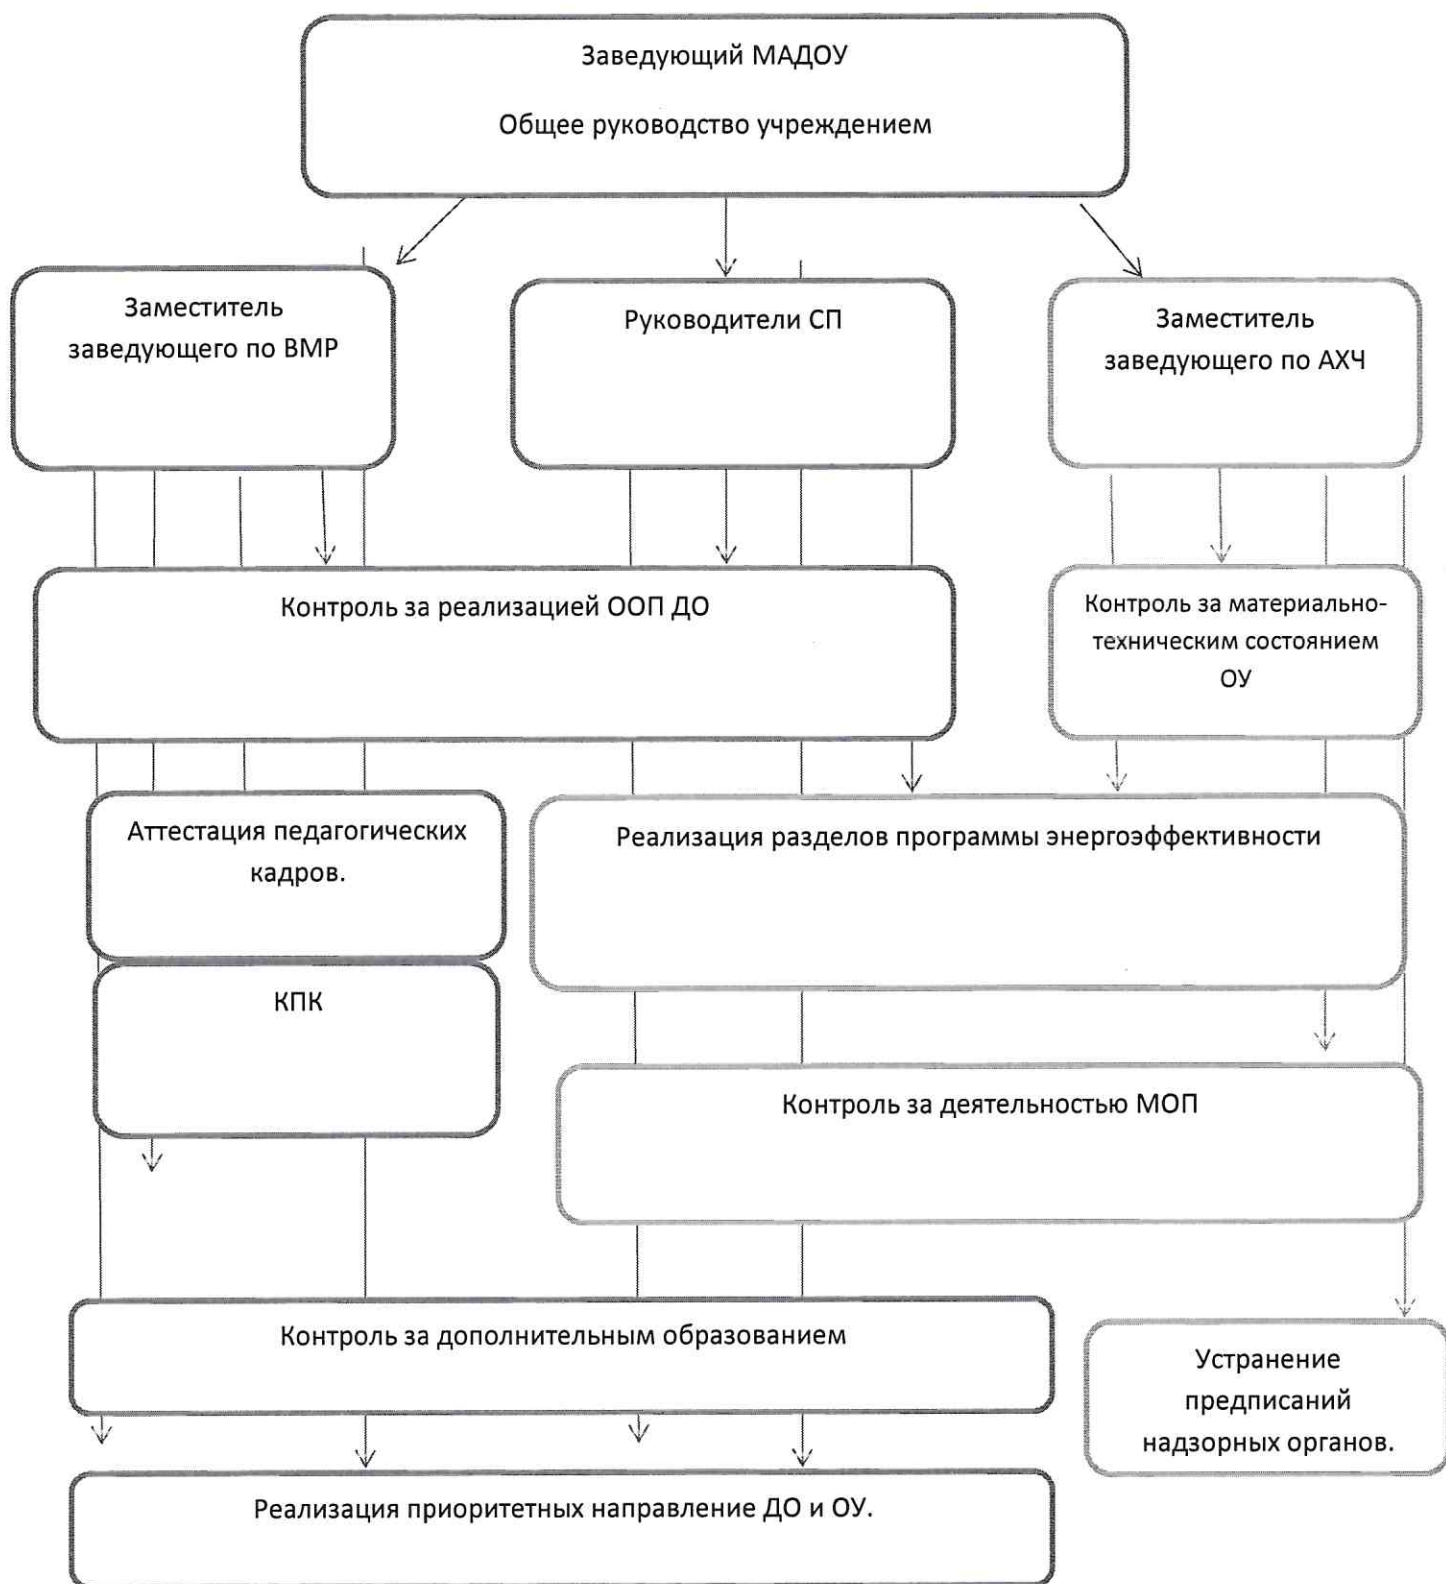 Заведующий МАДОУ
Общее руководство учреждением
Заместитель
заведующего по ВМР
Руководители СП
Заместитель
заведующего по АХЧ
Контроль за реализацией ООП ДО
Контроль за материально-
техническим состоянием
ОУ
Аттестация педагогических
кадров.
Реализация разделов программы энергоэффективности
КПК
Контроль за деятельностью МОП
Контроль за дополнительным образованием
Устранение
предписаний
надзорных органов.
Реализация приоритетных направление ДО и ОУ.